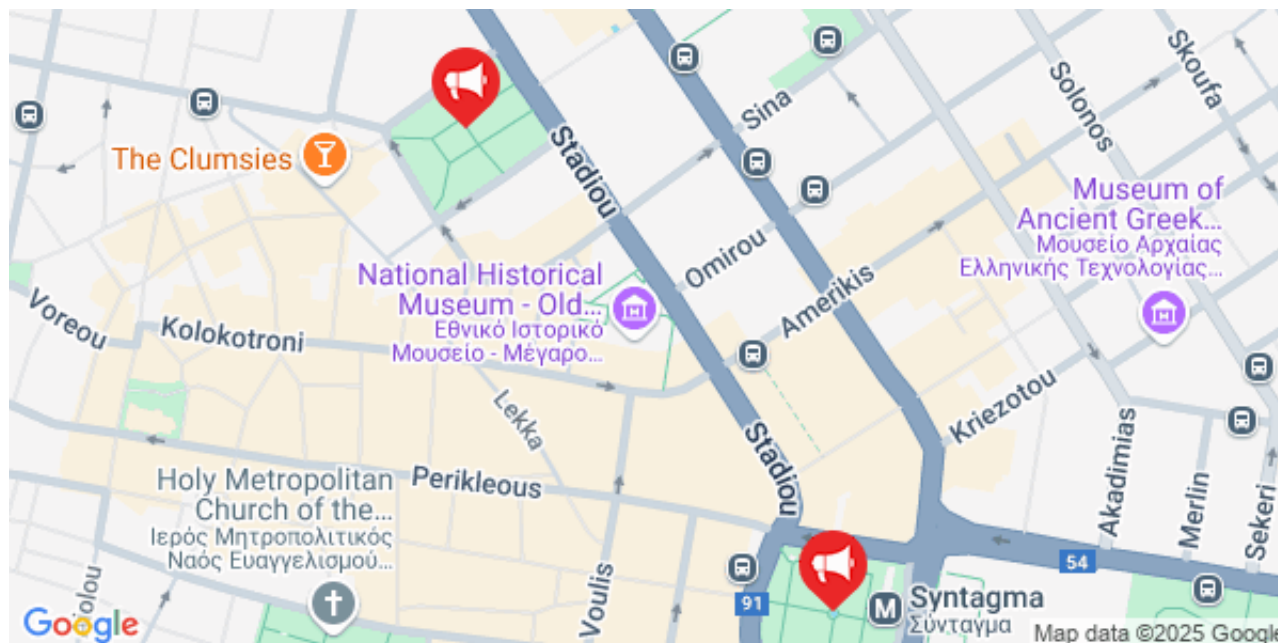 Skoufa
Solonos
Sina
The Clumsies
Stadiou
Museum of
Ancient Greek...
Μουσείο Αρχαίας
Ελληνικής Τεχνολογίας...
Omirou
National Historical
Museum - Old...
Εθνικό Ιστορικό
Μουσείο - Μέγαρο...
Amerikis
Voreou
Kolokotroni
Lekka
Kriezotou
Stadiou
Akadimias
Merlin
Sekeri
Perikleous
Holy Metropolitan
Church of the...
Ιερός Μητροπολιτικός
Ναός Ευαγγελισμού...
Voulis
54
91
M
Syntagma
Σύνταγμα
Google
Map data ©2025 Google